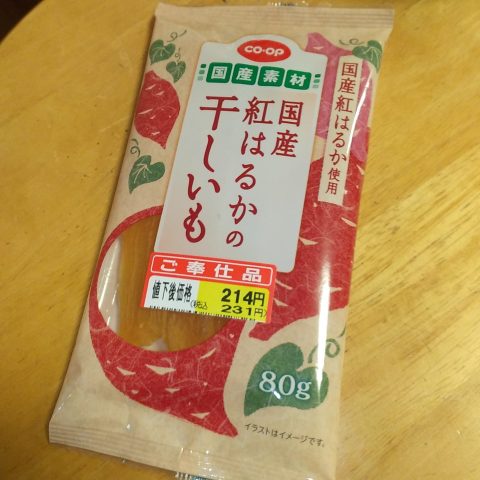 CO·OP
国産素材
国産
紅はるかの
干しいも
国産紅はるか使用
ご奉仕品
値下後価格
214円
(税込 231円)
80g
イラストはイメージです。